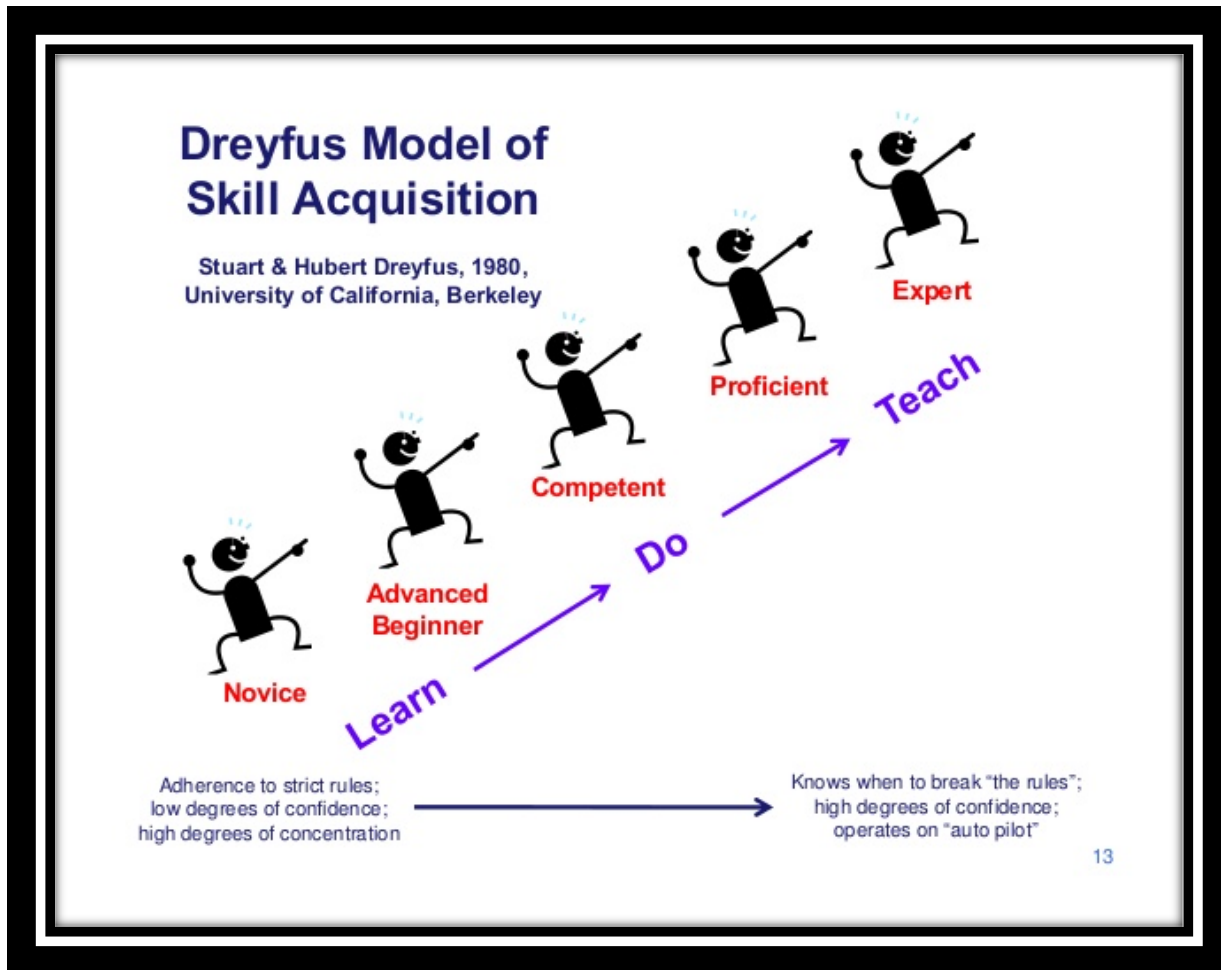 Dreyfus Model of
Skill Acquisition
Stuart & Hubert Dreyfus, 1980,
University of California, Berkeley
Expert
Proficient
Competent
Advanced
Beginner
Novice
Learn
Do
Teach
Adherence to strict rules;
low degrees of confidence;
high degrees of concentration
Knows when to break “the rules”;
high degrees of confidence;
operates on “auto pilot”
13